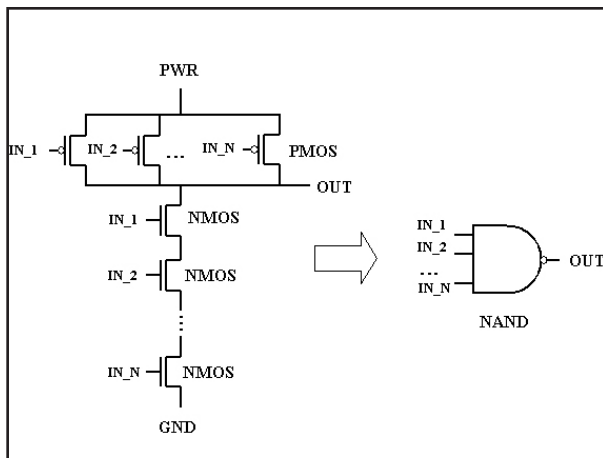 PWR
IN_1
IN_2
...
IN_N
PMOS
OUT
IN_1
NMOS
IN_2
NMOS
IN_N
NMOS
GND
IN_1
IN_2
...
IN_N
OUT
NAND